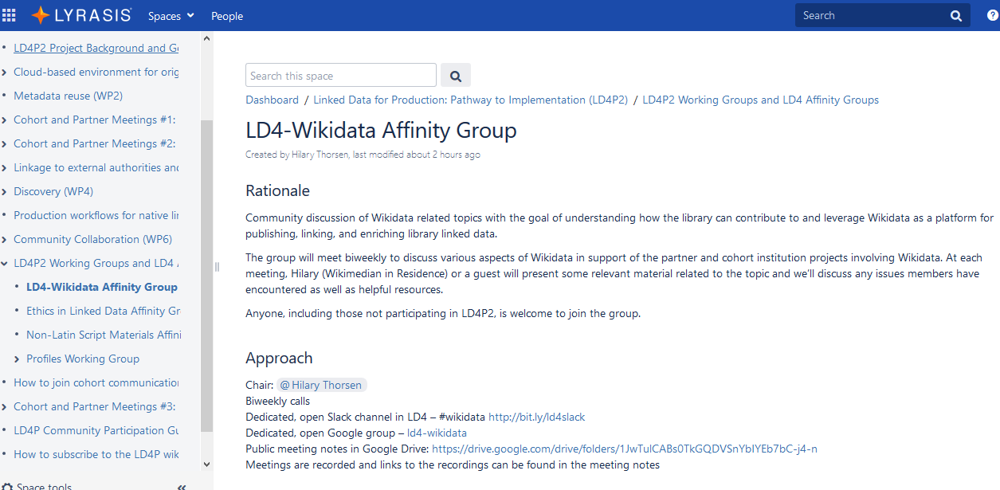 LYRASIS Spaces People Search
LD4P2 Project Background and G
Cloud-based environment for orig
Metadata reuse (WP2)
Cohort and Partner Meetings #1:
Cohort and Partner Meetings #2:
Linkage to external authorities and
Discovery (WP4)
Production workflows for native li
Community Collaboration (WP6)
LD4P2 Working Groups and LD4
LD4-Wikidata Affinity Group
Ethics in Linked Data Affinity Gr
Non-Latin Script Materials Affini
Profiles Working Group
How to join cohort communication
Cohort and Partner Meetings #3:
LD4P Community Participation Gu
How to subscribe to the LD4P wik
Space tools
Search this space
Dashboard / Linked Data for Production: Pathway to Implementation (LD4P2) / LD4P2 Working Groups and LD4 Affinity Groups
LD4-Wikidata Affinity Group
Created by Hilary Thorsen, last modified about 2 hours ago
Rationale
Community discussion of Wikidata related topics with the goal of understanding how the library can contribute to and leverage Wikidata as a platform for
publishing, linking, and enriching library linked data.
The group will meet biweekly to discuss various aspects of Wikidata in support of the partner and cohort institution projects involving Wikidata. At each
meeting, Hilary (Wikimedian in Residence) or a guest will present some relevant material related to the topic and we'll discuss any issues members have
encountered as well as helpful resources.
Anyone, including those not participating in LD4P2, is welcome to join the group.
Approach
Chair: @Hilary Thorsen
Biweekly calls
Dedicated, open Slack channel in LD4 – #wikidata http://bit.ly/ld4slack
Dedicated, open Google group – ld4-wikidata
Public meeting notes in Google Drive: https://drive.google.com/drive/folders/1JwTulCABs0TkGQDVSnYbIYEb7bC-j4-n
Meetings are recorded and links to the recordings can be found in the meeting notes